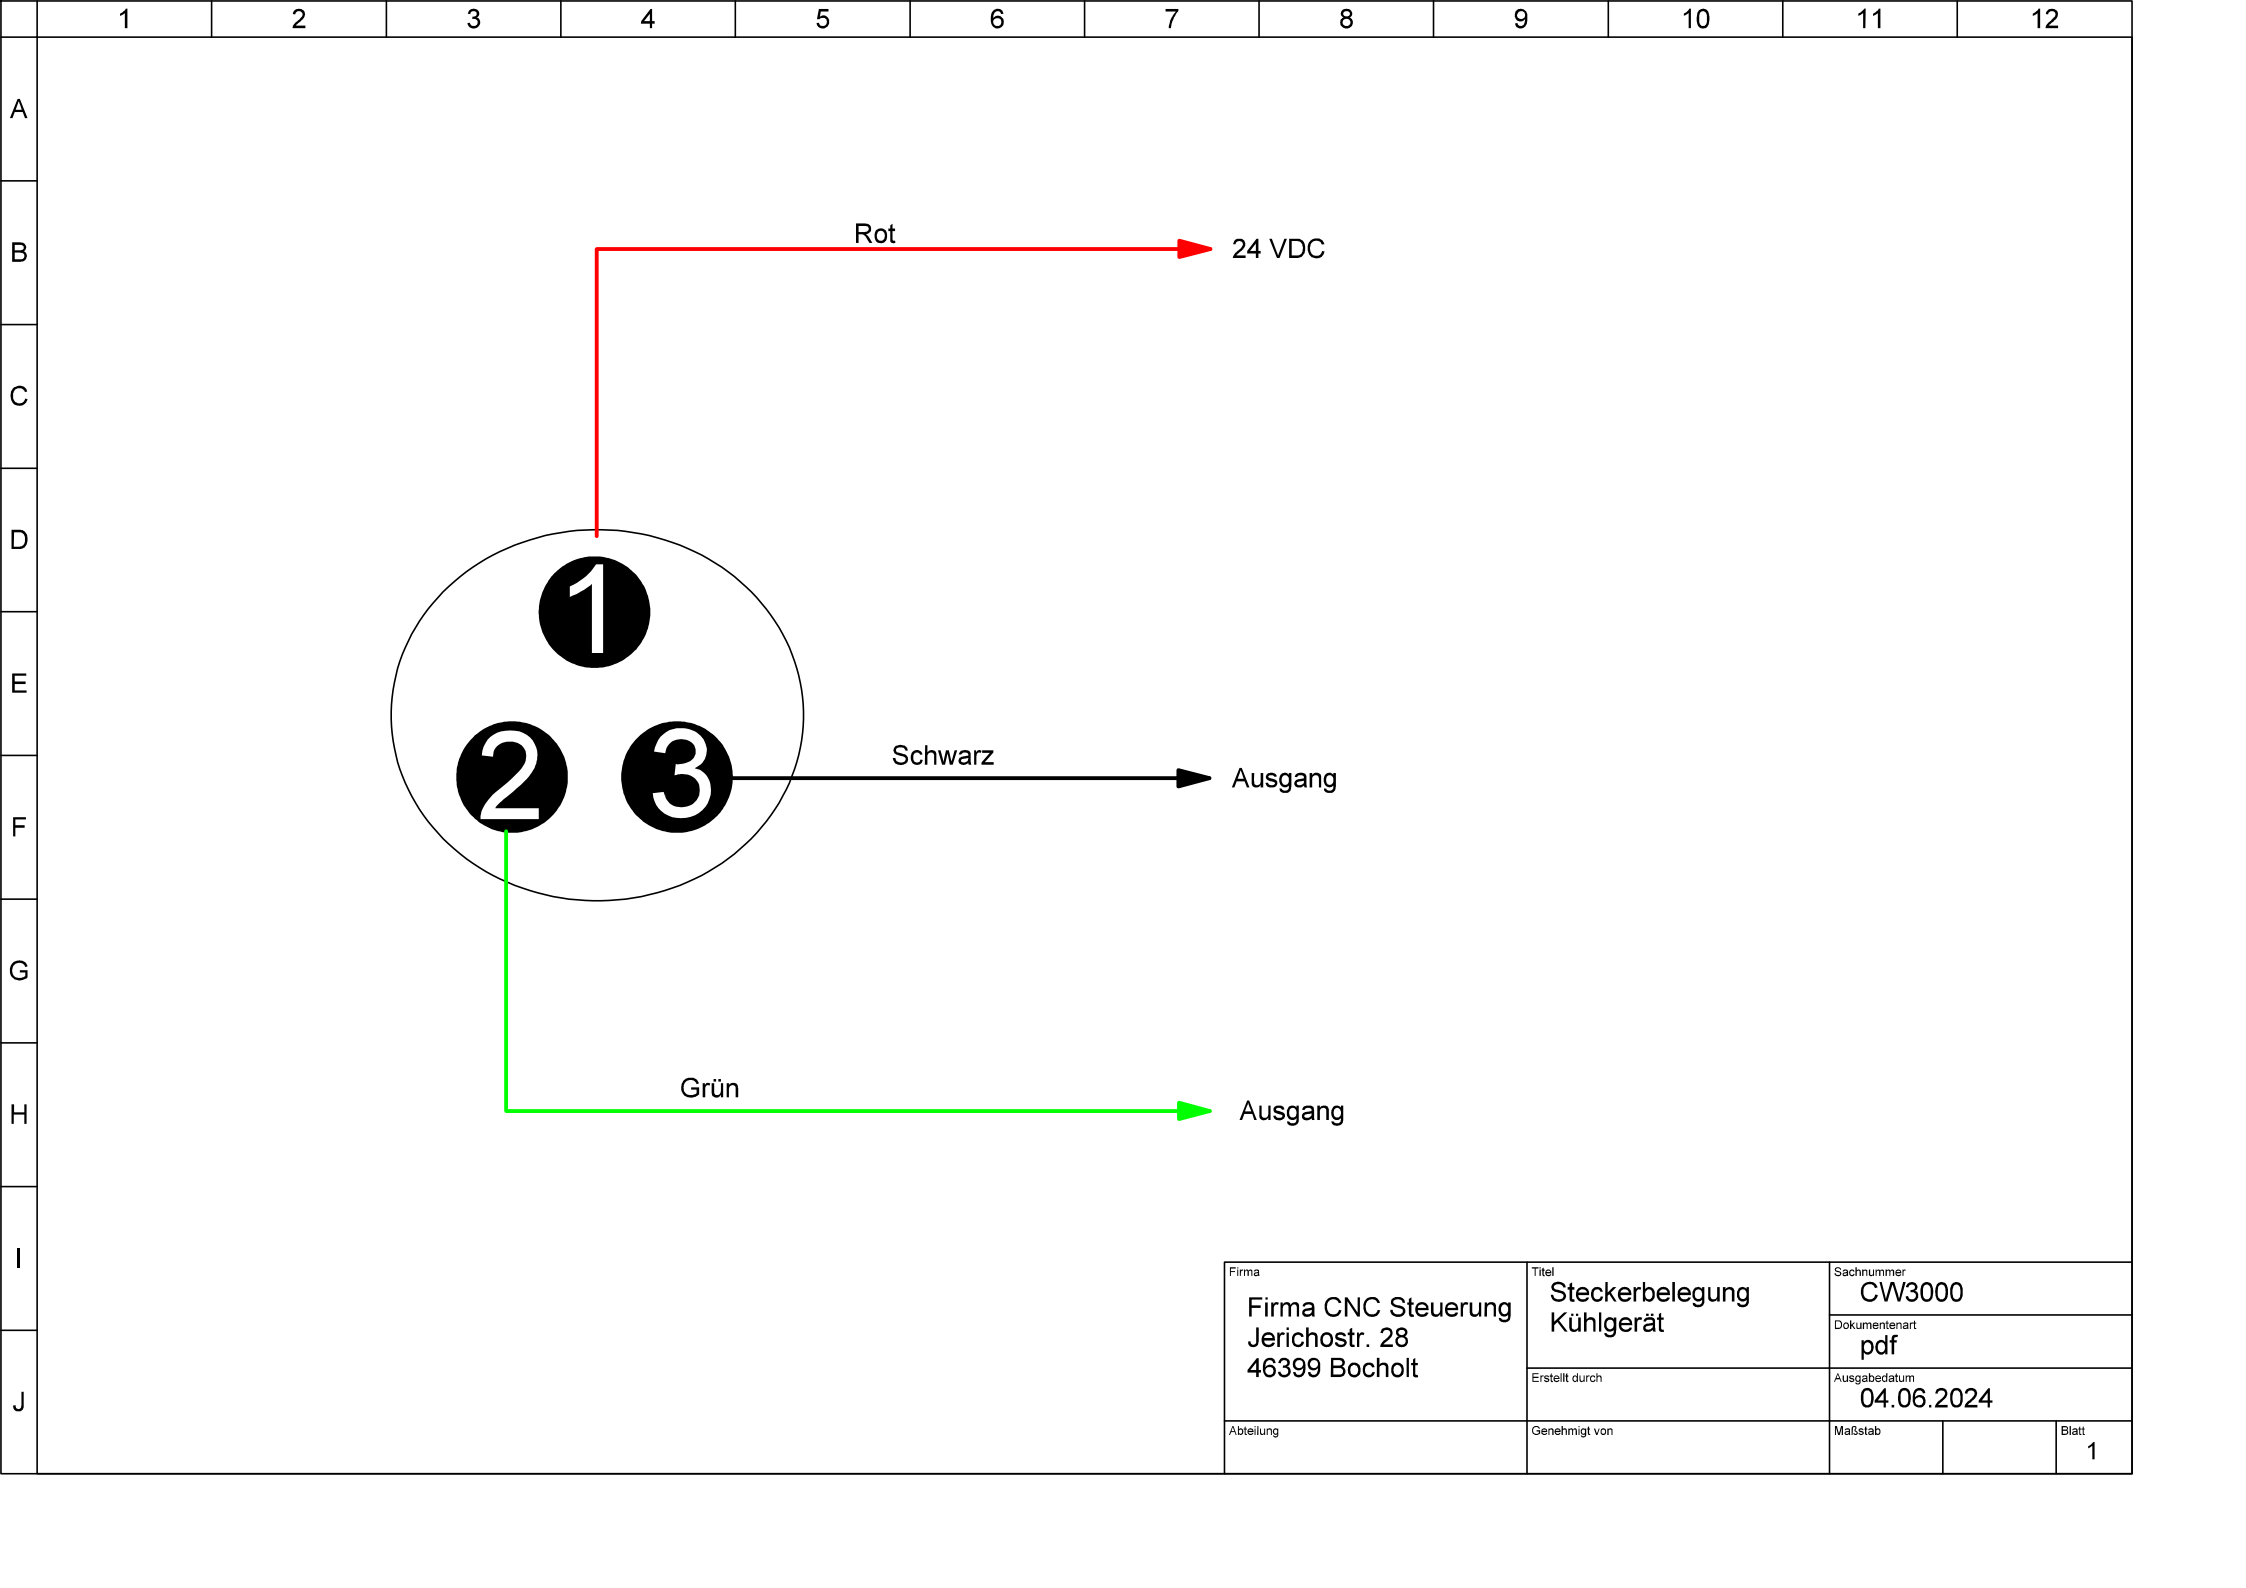 1 2 3 4 5 6 7 8 9 10 11 12
A
B
C
D
E
F
G
H
I
J
Rot
24 VDC
1
2
3
Schwarz
Ausgang
Grün
Ausgang
Firma
Firma CNC Steuerung
Jerichostr. 28
46399 Bocholt
Titel
Steckerbelegung
Kühlgerät
Sachnummer
CW3000
Dokumentenart
pdf
Erstellt durch
Ausgabedatum
04.06.2024
Abteilung
Genehmigt von
Maßstab
Blatt
1